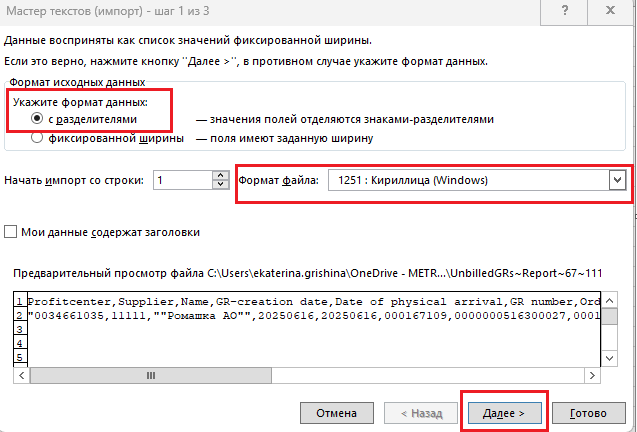 Мастер текстов (импорт) - шаг 1 из 3
?
Данные восприняты как список значений фиксированной ширины.
Если это верно, нажмите кнопку "Далее >", в противном случае укажите формат данных.
Формат исходных данных
Укажите формат данных:
с разделителями — значения полей отделяются знаками-разделителями
фиксированной ширины — поля имеют заданную ширину
Начать импорт со строки: 1 Формат файла: 1251 : Кириллица (Windows)
Мои данные содержат заголовки
Предварительный просмотр файла C:\Users\ekaterina.grishina\OneDrive - METR...\UnbilledGRs~Report~67~111
1 Profitcenter,Supplier,Name,GR-creation date,Date of physical arrival,GR number,Ord
2 "0034661035,11111,""Ромашка АО"",20250616,20250616,000167109,0000000516300027,0001
3
4
5
Отмена < Назад Далее > Готово